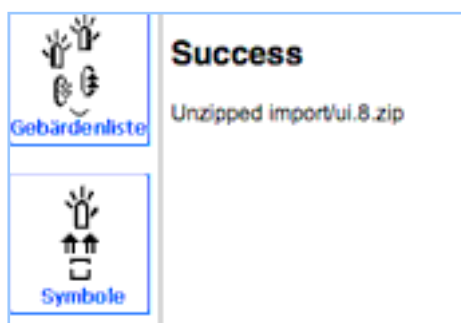 Gebärdenliste
Symbole
Success
Unzipped import/ui.8.zip